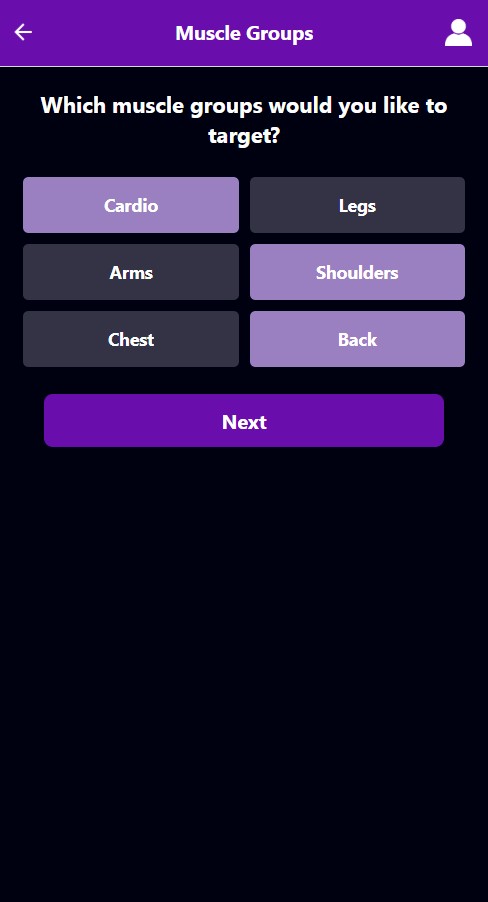 Muscle Groups
Which muscle groups would you like to
target?
Cardio
Legs
Arms
Shoulders
Chest
Back
Next